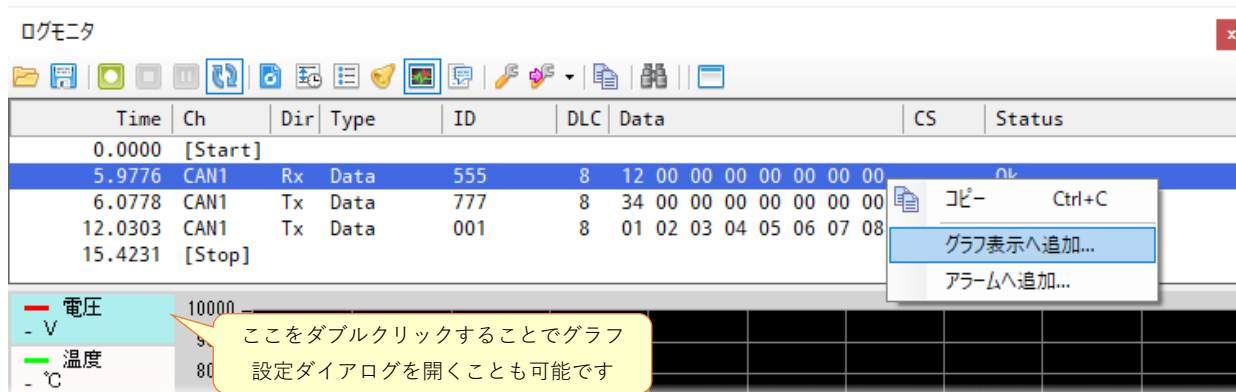 ログモニタ
x
Time Ch Dir Type ID DLC Data CS Status
0.0000 [Start]
5.9776 CAN1 Rx Data 555 8 12 00 00 00 00 00 00 00 Ok
6.0778 CAN1 Tx Data 777 8 34 00 00 00 00 00 00 00
12.0303 CAN1 Tx Data 001 8 01 02 03 04 05 06 07 08
15.4231 [Stop]
コピー Ctrl+C
グラフ表示へ追加...
アラームへ追加...
電圧
- V
温度
- ℃
10000
ここをダブルクリックすることでグラフ
設定ダイアログを開くことも可能です